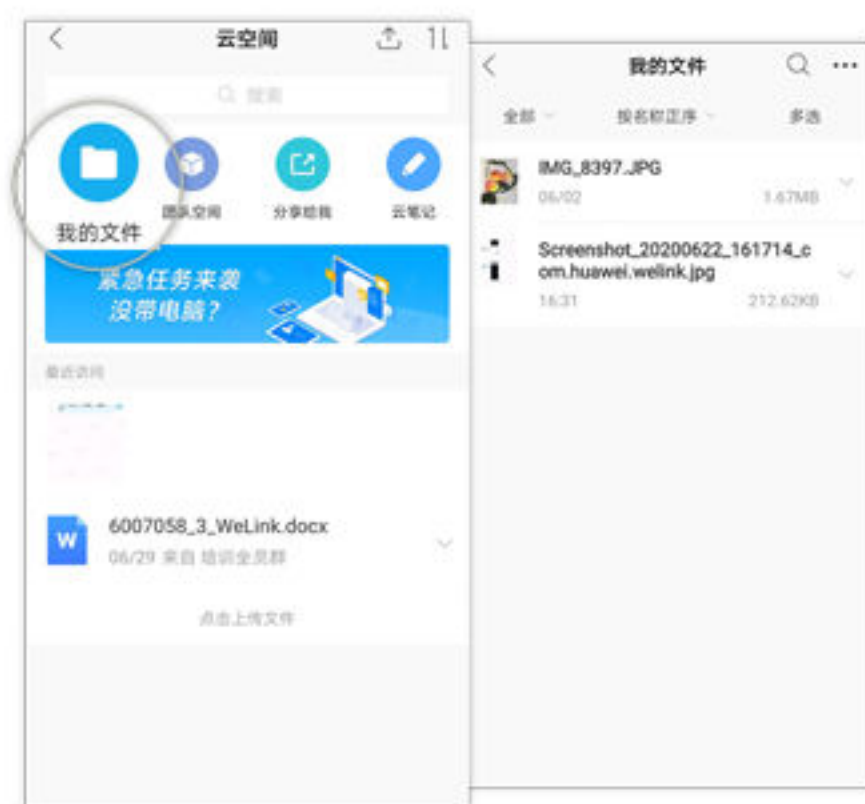 云空间
搜索
我的文件
团队空间
分享给我
云笔记
紧急任务来袭
没带电脑?
最近访问
6007058_3_WeLink.docx
06/29 来自 培训全员群
点击上传文件
我的文件
全部
按名称正序
多选
IMG_8397.JPG
06/02
1.67MB
Screenshot_20200622_161714_c
om.huawei.welink.jpg
16:31
212.62KB